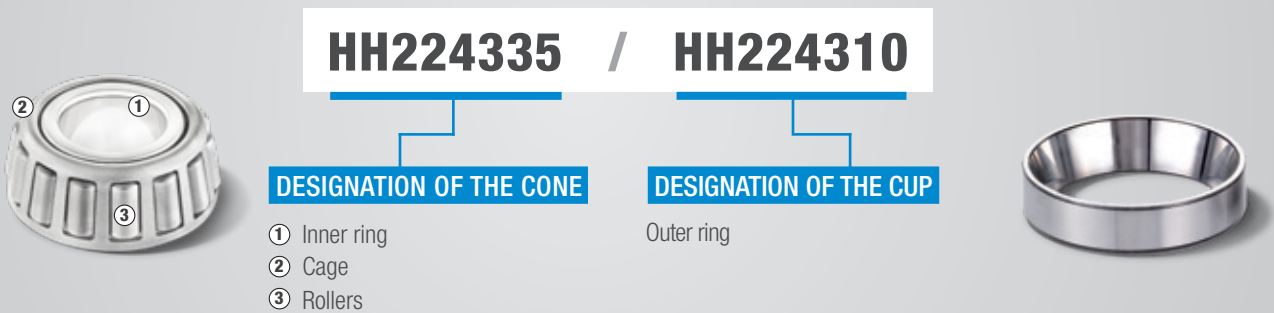 HH224335 / HH224310
② ①
③
DESIGNATION OF THE CONE
DESIGNATION OF THE CUP
① Inner ring
② Cage
③ Rollers
Outer ring